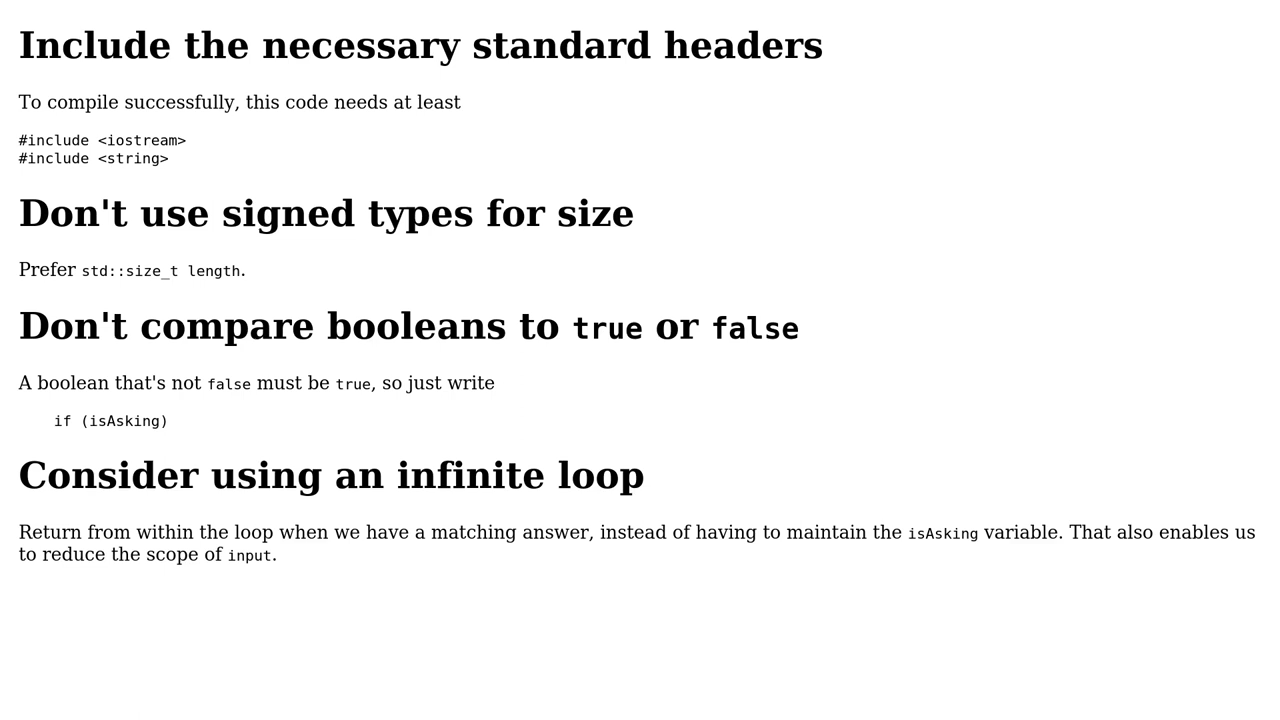 Include the necessary standard headers
To compile successfully, this code needs at least
#include <iostream>
#include <string>
Don't use signed types for size
Prefer std::size_t length.
Don't compare booleans to true or false
A boolean that's not false must be true, so just write
if (isAsking)
Consider using an infinite loop
Return from within the loop when we have a matching answer, instead of having to maintain the isAsking variable. That also enables us
to reduce the scope of input.